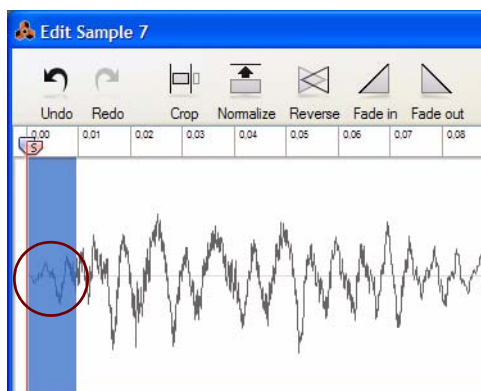 Edit Sample 7
Undo Redo Crop Normalize Reverse Fade in Fade out
0,00 0,01 0,02 0,03 0,04 0,05 0,06 0,07 0,08
S